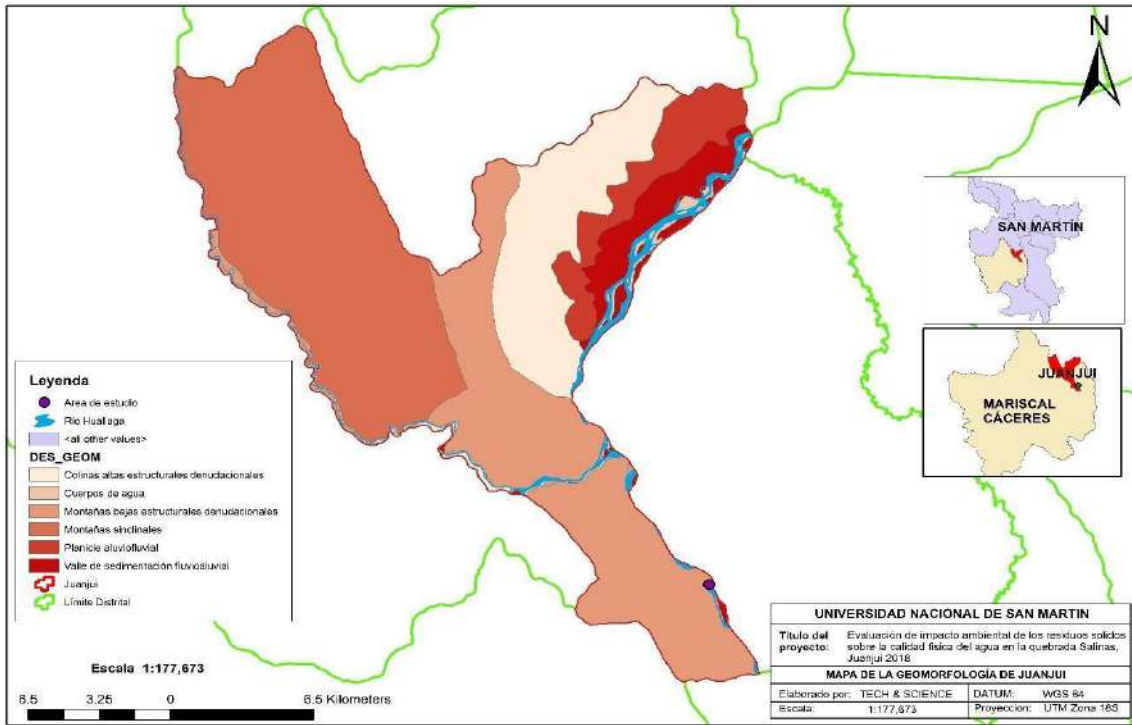 N
SAN MARTÍN
JUANJUI
MARISCAL
CÁCERES
Leyenda
Area de estudio
Rio Huallaga
<all other values>
DES_GEOM
Colinas altas estructurales denudacionales
Cuerpos de agua
Montañas bajas estructurales denudacionales
Montañas sinclinales
Planicie aluviofluvial
Valle de sedimentación fluvioaluvial
Juanjui
Límite Distrital
Escala 1:177,673
6.5 3.25 0 6.5 Kilometers
UNIVERSIDAD NACIONAL DE SAN MARTIN
Título del proyecto: Evaluación de impacto ambiental de los residuos solidos
sobre la calidad fisica del agua en la quebrada Salinas,
Juanjui 2018
MAPA DE LA GEOMORFOLOGÍA DE JUANJUI
Elaborado por: TECH & SCIENCE DATUM: WGS 84
Escala: 1:177,673 Proyeccion: UTM Zona 18S